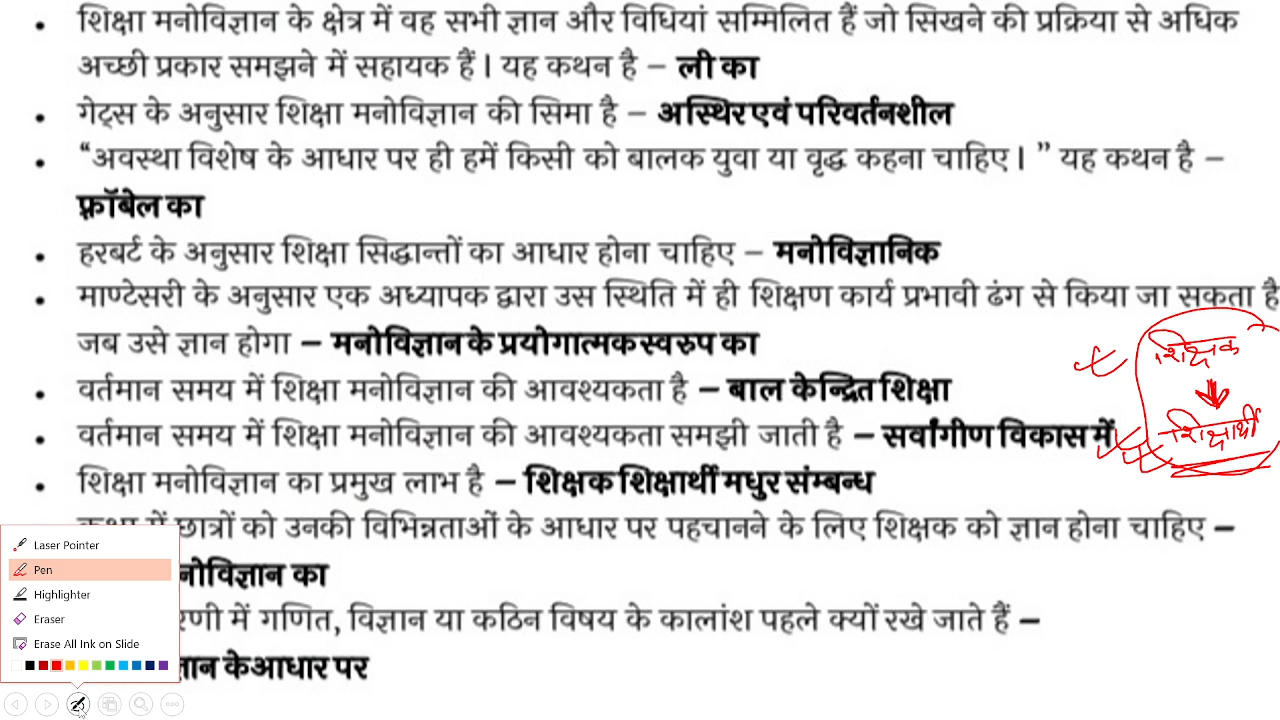 • शिक्षा मनोविज्ञान के क्षेत्र में वह सभी ज्ञान और विधियां सम्मिलित हैं जो सिखने की प्रक्रिया से अधिक
अच्छी प्रकार समझने में सहायक हैं । यह कथन है – ली का
• गेट्स के अनुसार शिक्षा मनोविज्ञान की सिमा है – अस्थिर एवं परिवर्तनशील
• “अवस्था विशेष के आधार पर ही हमें किसी को बालक युवा या वृद्ध कहना चाहिए । ” यह कथन है –
फ़्रॉबेल का
• हरबर्ट के अनुसार शिक्षा सिद्धान्तों का आधार होना चाहिए – मनोविज्ञानिक
• माण्टेसरी के अनुसार एक अध्यापक द्वारा उस स्थिति में ही शिक्षण कार्य प्रभावी ढंग से किया जा सकता है
जब उसे ज्ञान होगा – मनोविज्ञान के प्रयोगात्मक स्वरुप का
शिक्षक
• वर्तमान समय में शिक्षा मनोविज्ञान की आवश्यकता है – बाल केन्द्रित शिक्षा
• वर्तमान समय में शिक्षा मनोविज्ञान की आवश्यकता समझी जाती है – सर्वांगीण विकास में
शिक्षार्थी
• शिक्षा मनोविज्ञान का प्रमुख लाभ है – शिक्षक शिक्षार्थी मधुर संम्बन्ध
में छात्रों को उनकी विभिन्नताओं के आधार पर पहचानने के लिए शिक्षक को ज्ञान होना चाहिए –
नोविज्ञान का
रणी में गणित, विज्ञान या कठिन विषय के कालांश पहले क्यों रखे जाते हैं –
के आधार पर
Laser Pointer
Pen
Highlighter
Eraser
Erase All Ink on Slide